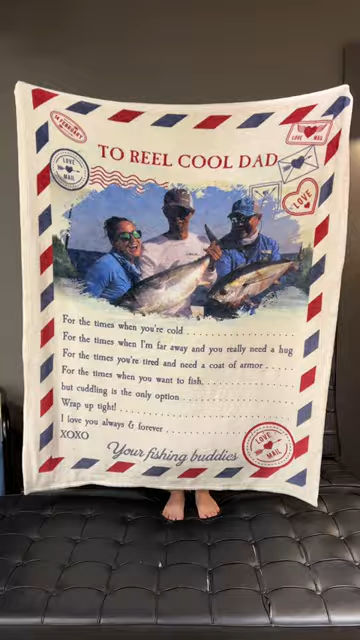 14 FEBRUARY
LOVE MAIL
LOVE MAIL
TO REEL COOL DAD
LOVE
For the times when you're cold
For the times when I'm far away and you really need a hug
For the times you're tired and need a coat of armor
For the times when you want to fish,
but cuddling is the only option
Wrap up tight!
I love you always & forever
XOXO
Your fishing buddies
LOVE
MAIL